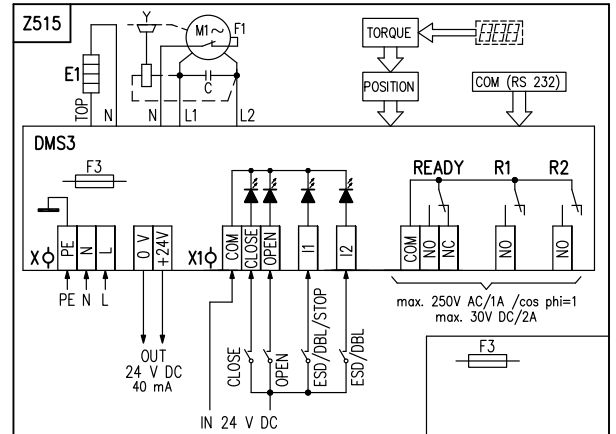 Z515
Y
M1~
F1
TORQUE
E1
C
POSITION
COM (RS 232)
TOP
N
N
L1
L2
DMS3
F3
READY
R1
R2
X
PE
N
L
0 V
+24V
X1
COM
CLOSE
OPEN
I1
I2
COM
NO
NC
NO
NO
PE N L
max. 250V AC/1A /cos phi=1
max. 30V DC/2A
OUT
24 V DC
40 mA
CLOSE
OPEN
ESD/DBL/STOP
ESD/DBL
F3
IN 24 V DC